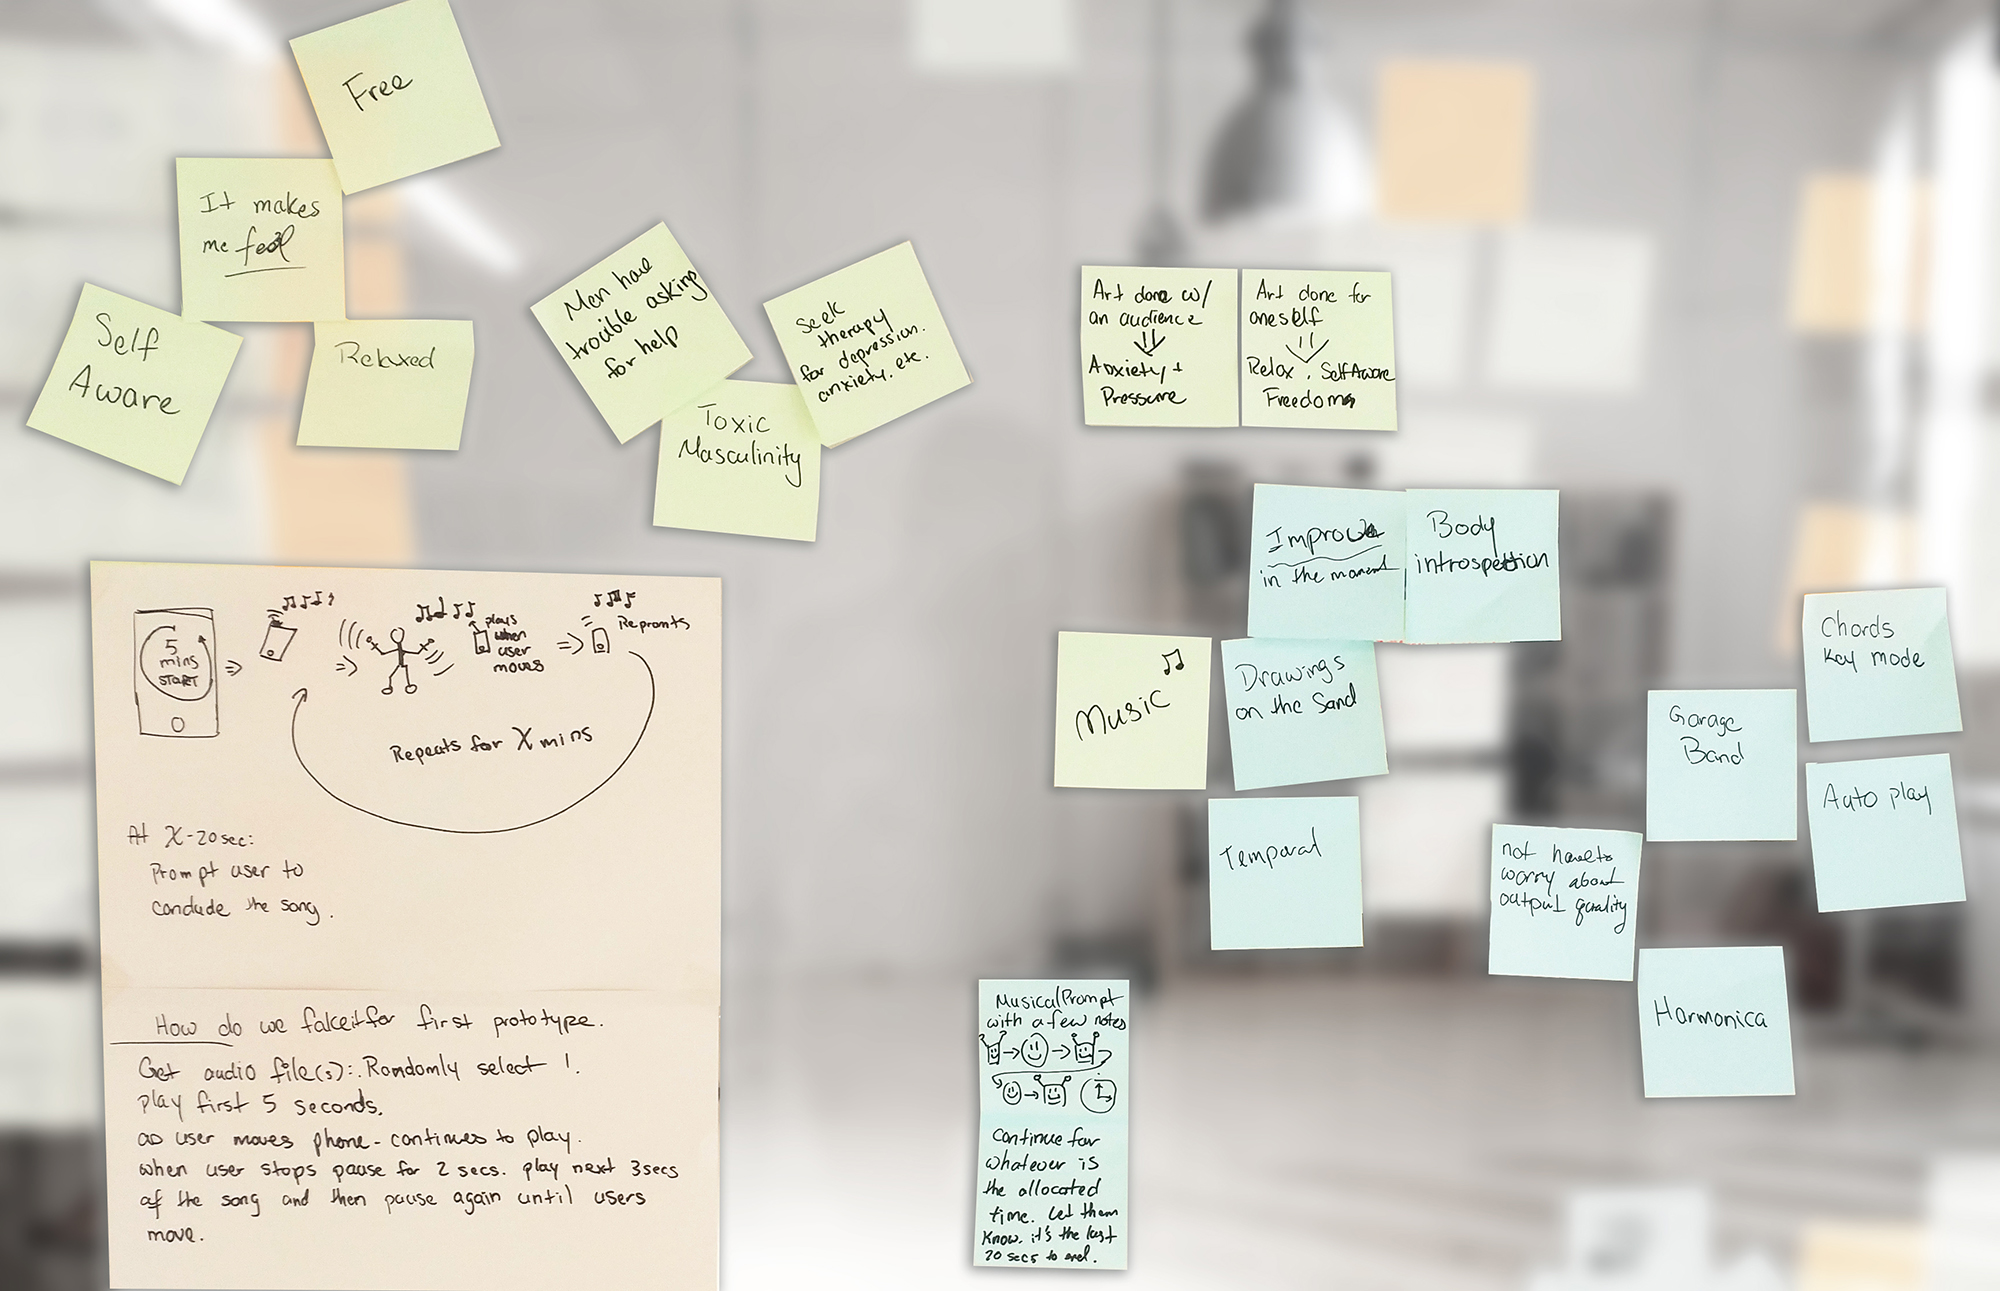 Free
It makes
me feel
Self
Aware
Relaxed
Men have
trouble asking
for help
Seek
therapy
for depression.
anxiety. etc.
Toxic
Masculinity
Art done w/
an audience
Anxiety +
Pressure
Art done for
oneself
Relax. Self Aware
Freedom
Improv
in the moment
Body
introspection
Music
Drawings
on the Sand
Temporal
Chords
Key mode
Garage
Band
Auto play
not have to
worry about
output quality
Harmonica
5
mins
START
plays
when
user
moves
Reprompts
Repeats for X mins
At X-20sec:
Prompt user to
conclude the song.
How do we fake it for first prototype.
Get audio file(s):. Randomly select 1.
play first 5 seconds.
as user moves phone - continues to play.
when user stops pause for 2 secs. play next 3secs
of the song and then pause again until users
move.
Musical Prompt
with a few notes
Continue for
whatever is
the allocated
time. Let them
know. it's the last
20 secs to end.